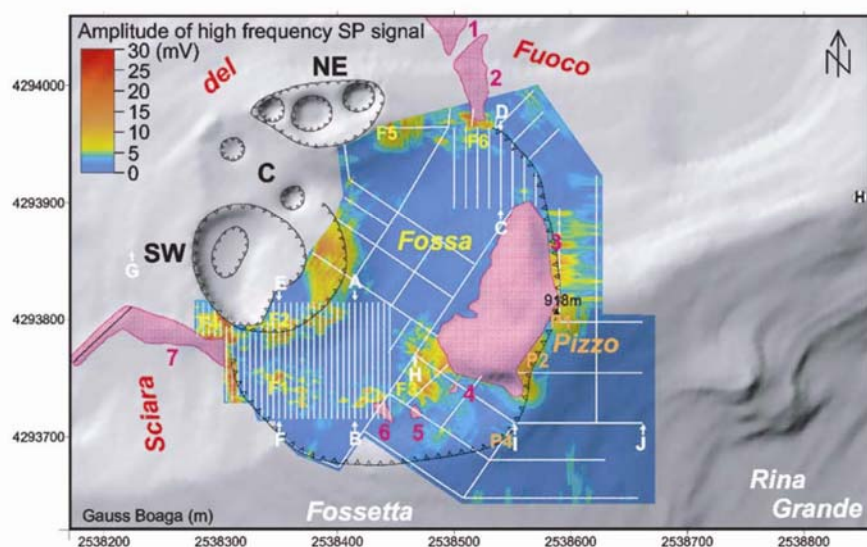 Amplitude of high frequency SP signal
30 (mV)
25
20
15
10
5
0
del
NE
Fuoco
1
2
N
D
F5
F6
C
C
SW
G
Fossa
3
H
E
A
918m
Pizzo
P2
7
F2
H
F1
F3
4
6
5
Sciara
F
B
P4
I
J
Fossetta
Rina
Grande
Gauss Boaga (m)
4294000
4293900
4293800
4293700
2538200
2538300
2538400
2538500
2538600
2538700
2538800